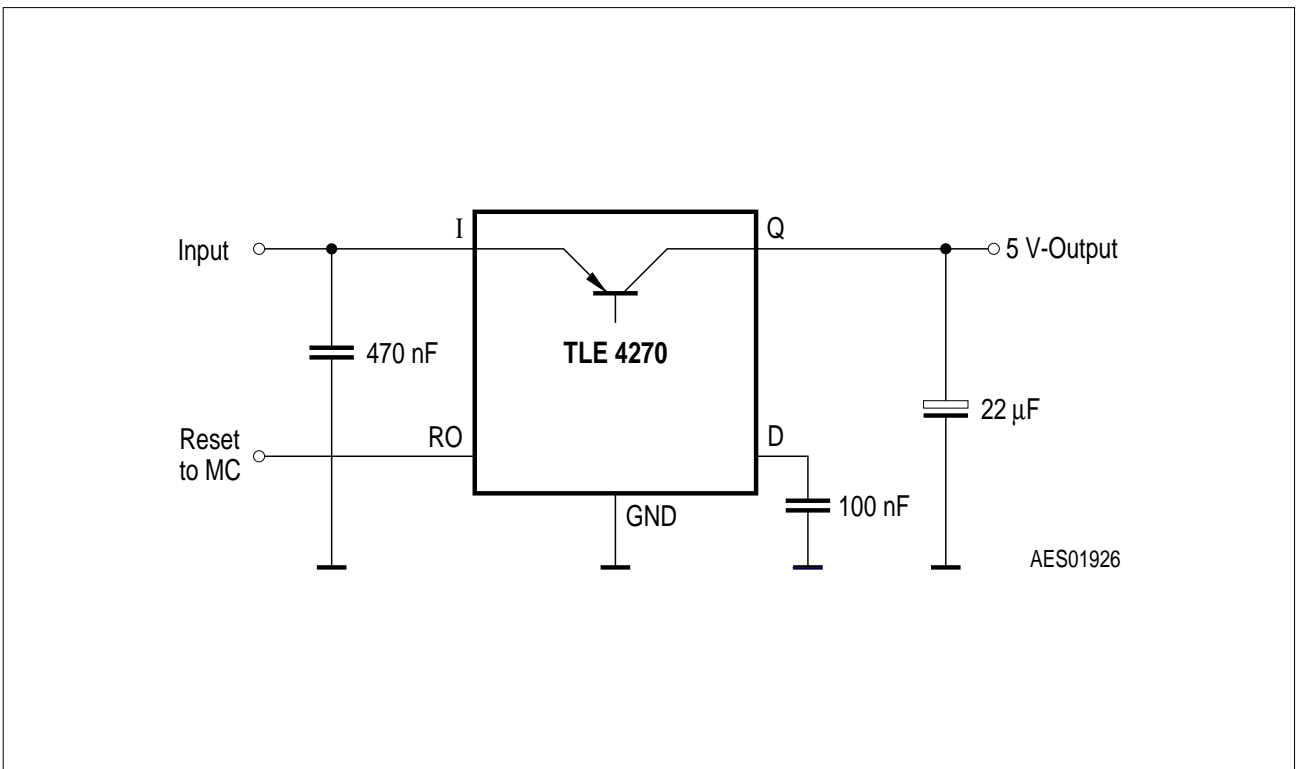 I
Q
Input
5 V-Output
470 nF
TLE 4270
22 µF
Reset
to MC
RO
D
100 nF
GND
AES01926